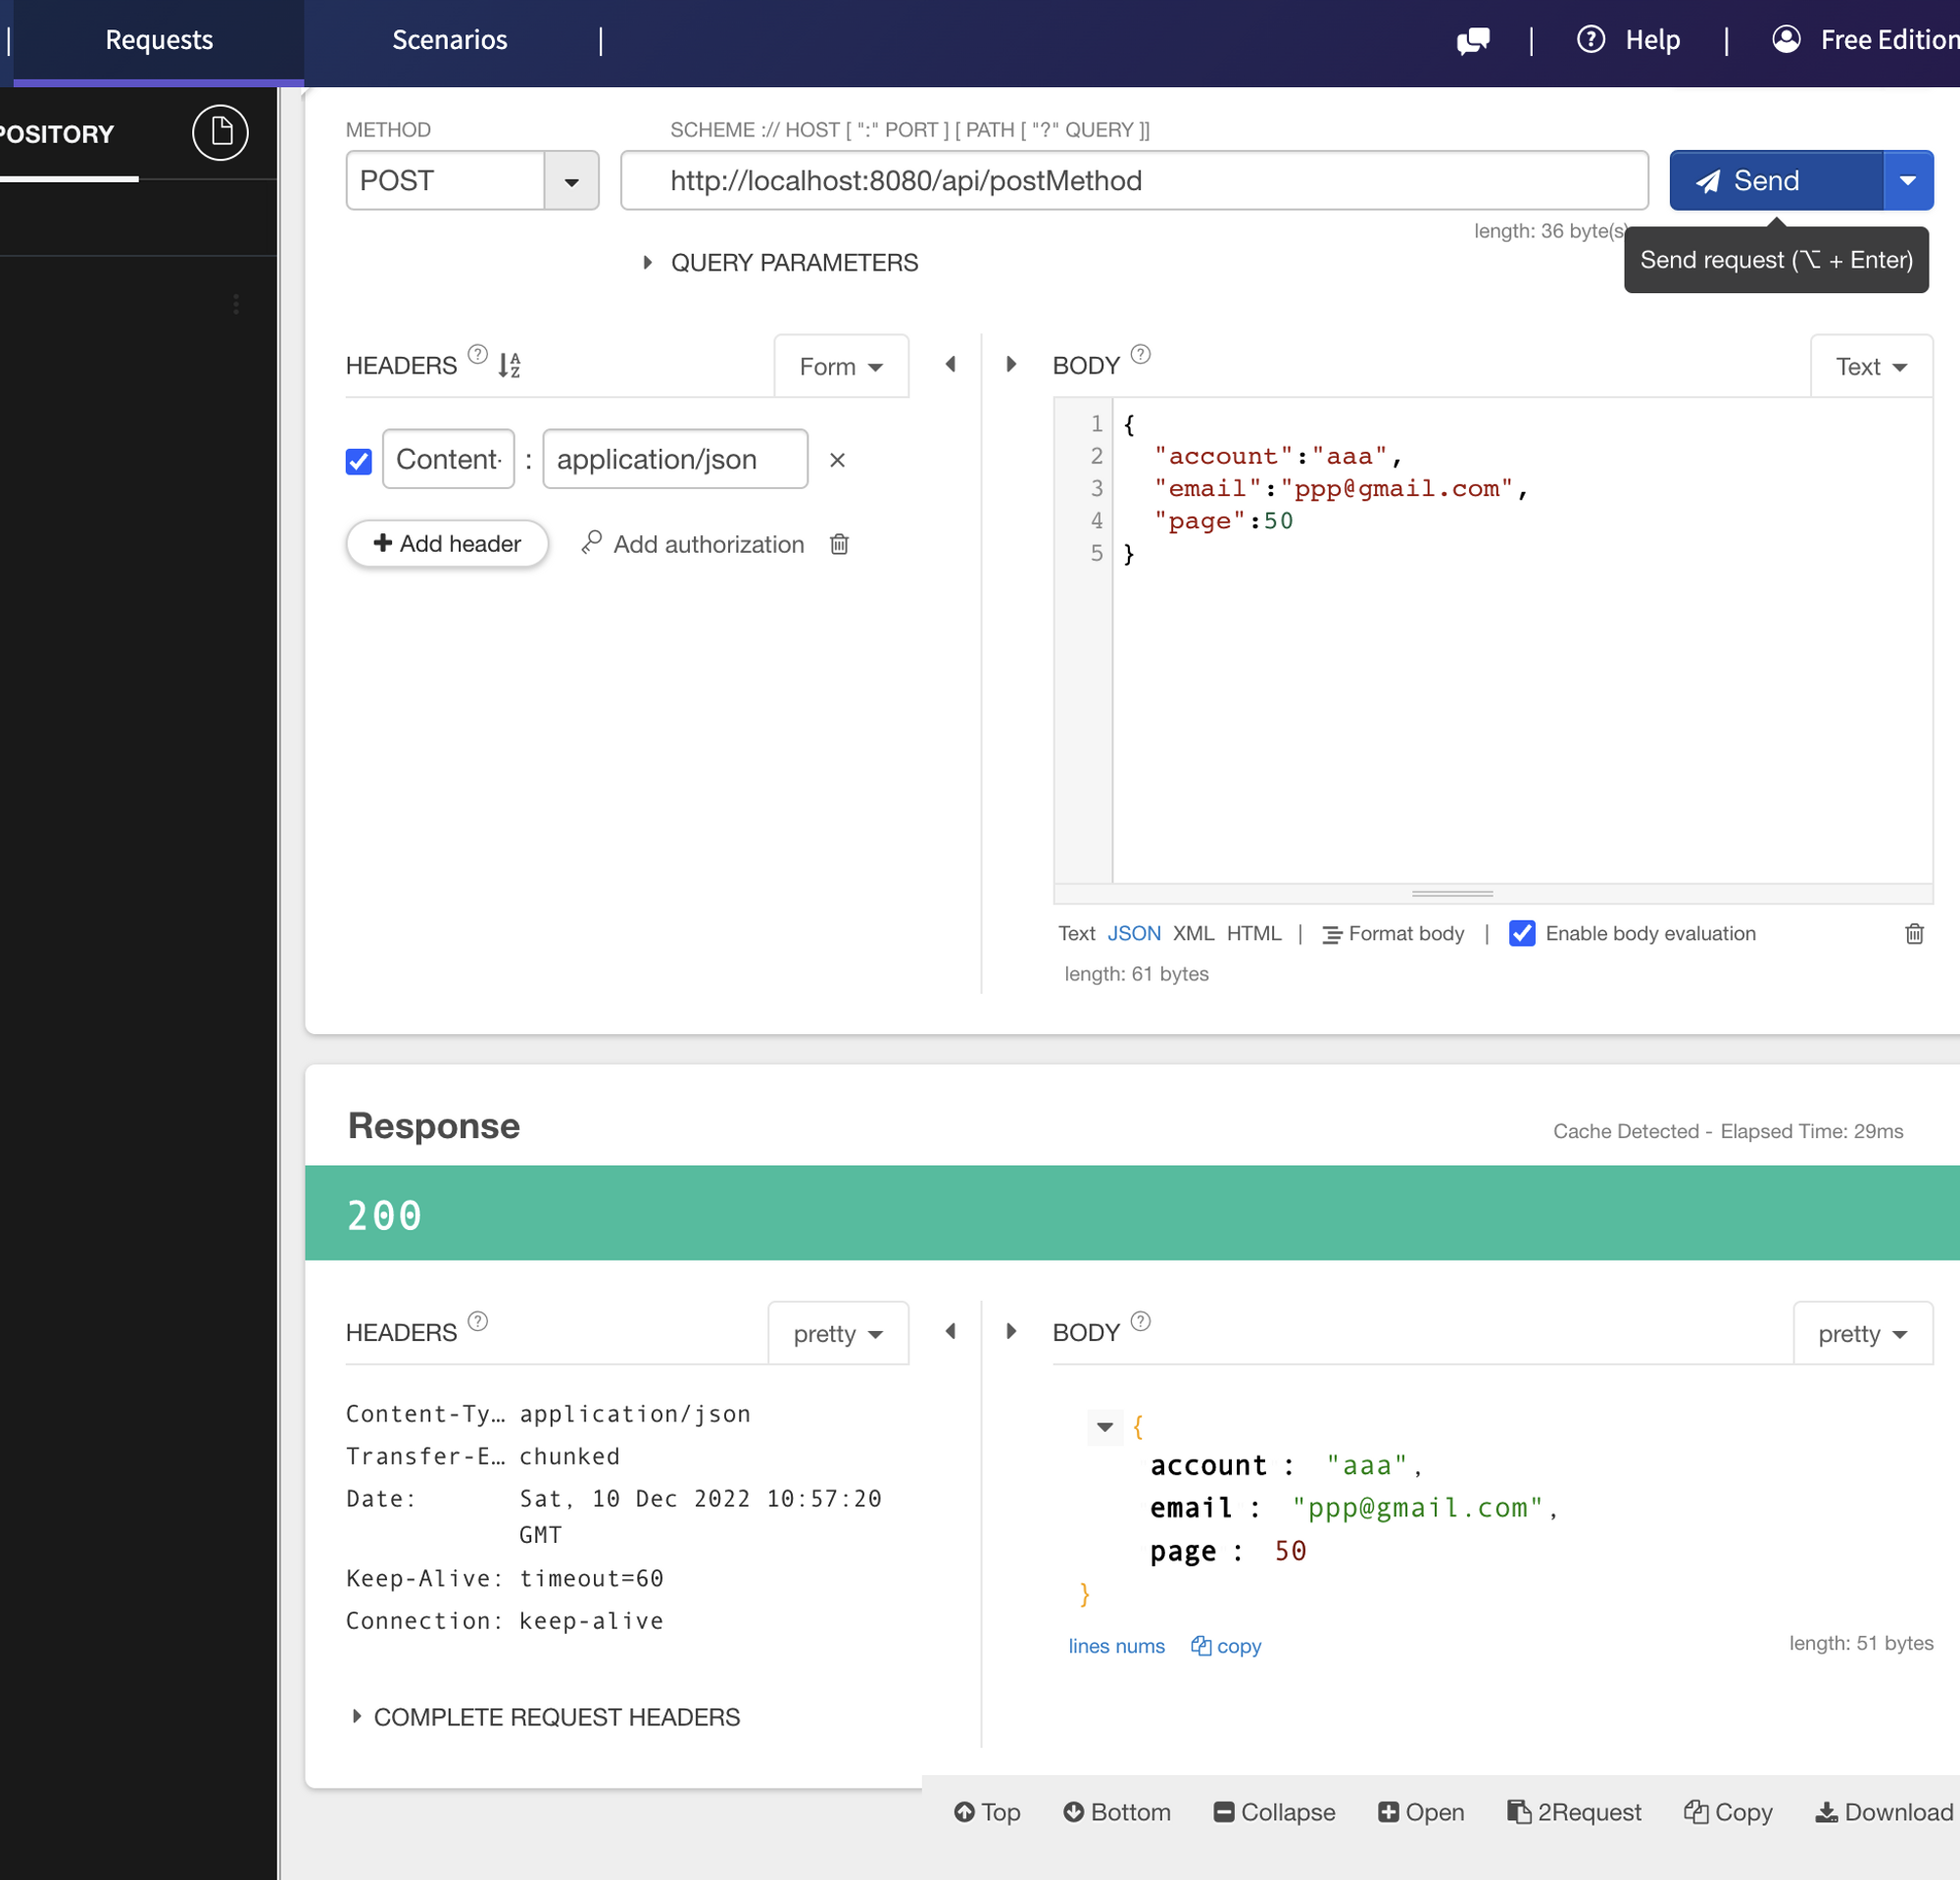 Requests Scenarios | Help | Free Edition
POSITORY
METHOD SCHEME :// HOST [ ":" PORT ] [ PATH [ "?" QUERY ]]
POST http://localhost:8080/api/postMethod Send
length: 36 byte(s)
Send request (⌥ + Enter)
QUERY PARAMETERS
HEADERS ? Form
BODY ? Text
Content- : application/json ×
Add header Add authorization
1 {
2 "account":"aaa",
3 "email":"ppp@gmail.com",
4 "page":50
5 }
Text JSON XML HTML | Format body | Enable body evaluation
length: 61 bytes
Response
Cache Detected - Elapsed Time: 29ms
200
HEADERS ? pretty
BODY ? pretty
Content-Ty… application/json
Transfer-E… chunked
Date: Sat, 10 Dec 2022 10:57:20
GMT
Keep-Alive: timeout=60
Connection: keep-alive
COMPLETE REQUEST HEADERS
{
account : "aaa",
email : "ppp@gmail.com",
page : 50
}
lines nums copy
length: 51 bytes
Top Bottom Collapse Open 2Request Copy Download